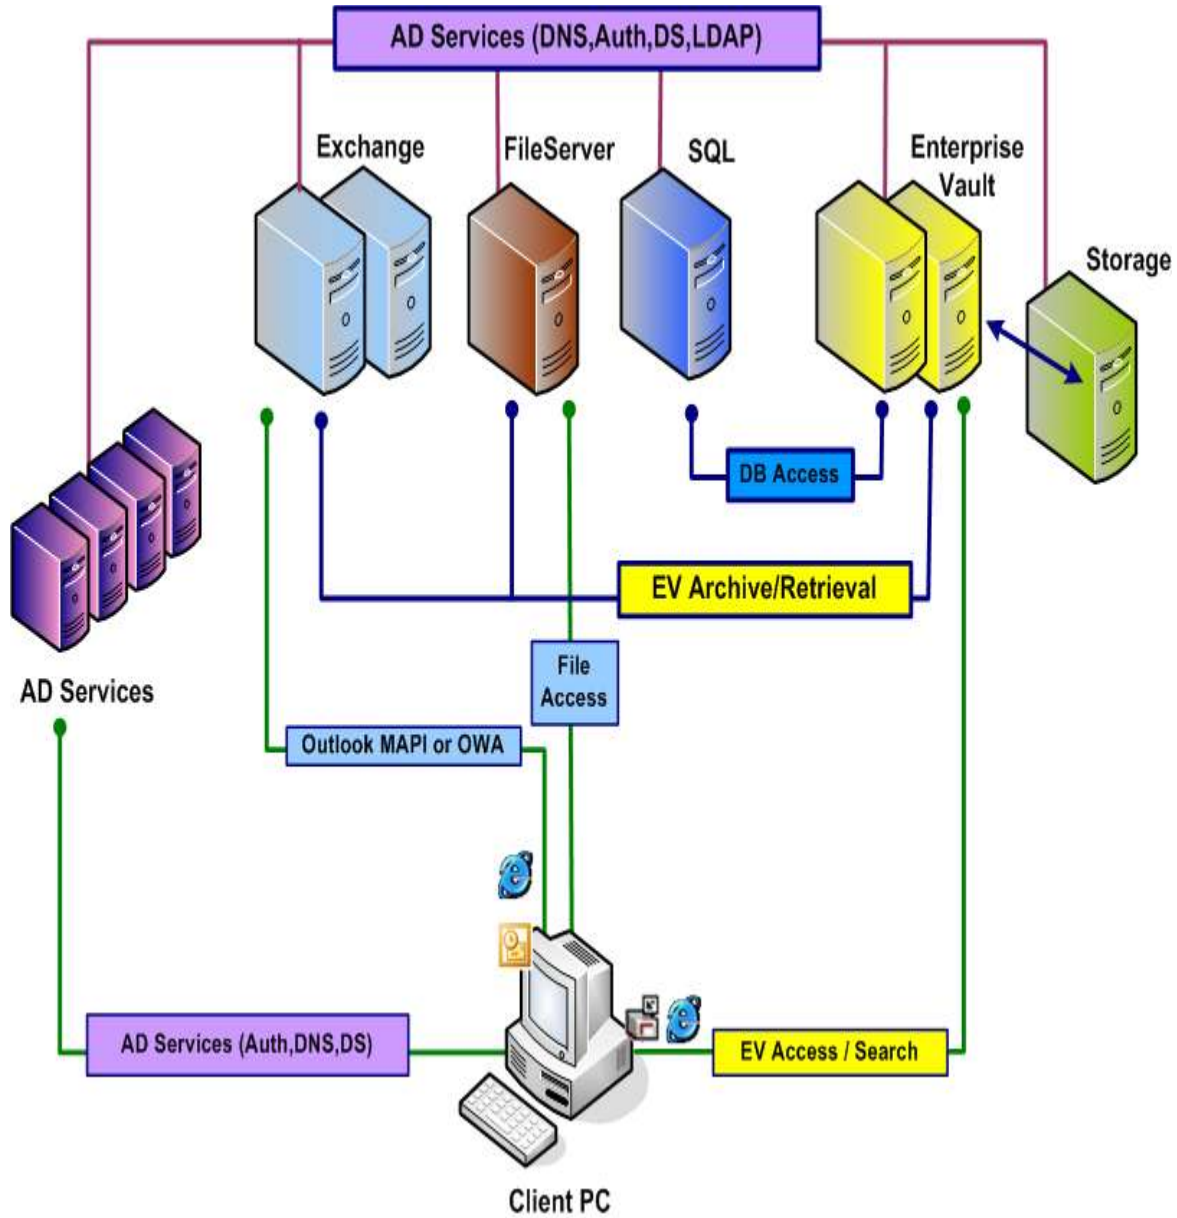 AD Services (DNS,Auth,DS,LDAP)
Exchange
FileServer
SQL
Enterprise
Vault
Storage
DB Access
EV Archive/Retrieval
File
Access
AD Services
Outlook MAPI or OWA
AD Services (Auth,DNS,DS)
EV Access / Search
Client PC